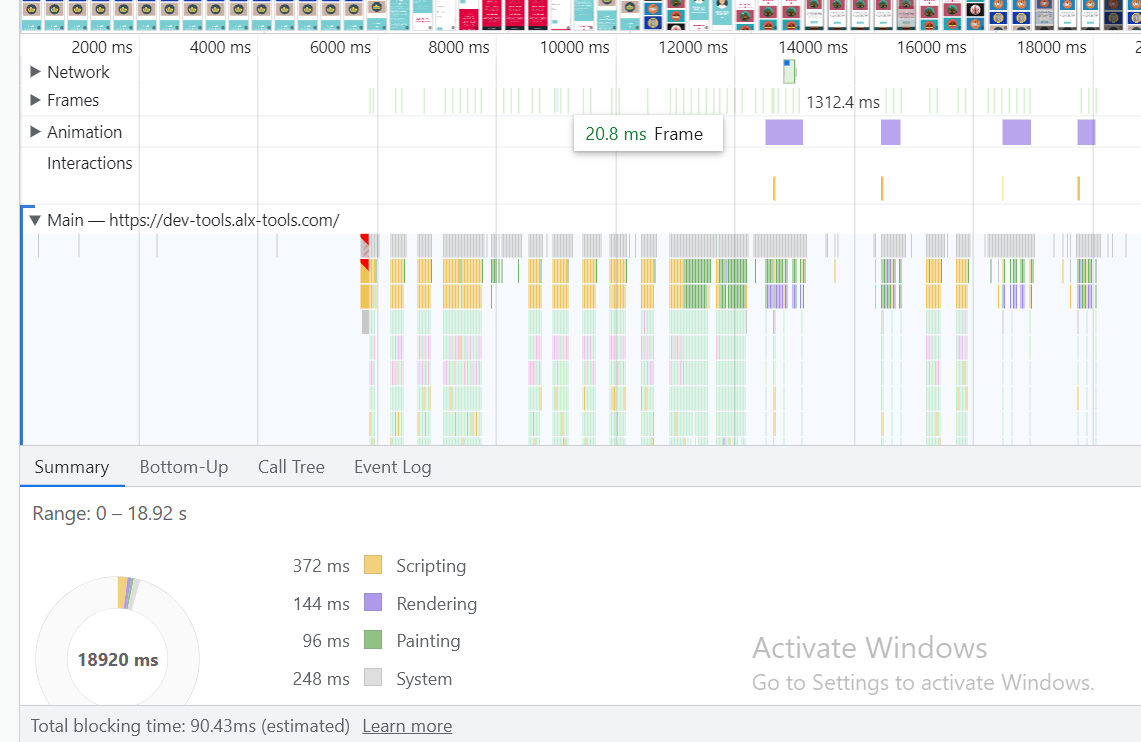 2000 ms 4000 ms 6000 ms 8000 ms 10000 ms 12000 ms 14000 ms 16000 ms 18000 ms 2
Network
Frames 1312.4 ms
Animation
20.8 ms Frame
Interactions
Main — https://dev-tools.alx-tools.com/
Summary Bottom-Up Call Tree Event Log
Range: 0 – 18.92 s
372 ms Scripting
144 ms Rendering
96 ms Painting
248 ms System
18920 ms
Activate Windows
Go to Settings to activate Windows.
Total blocking time: 90.43ms (estimated) Learn more